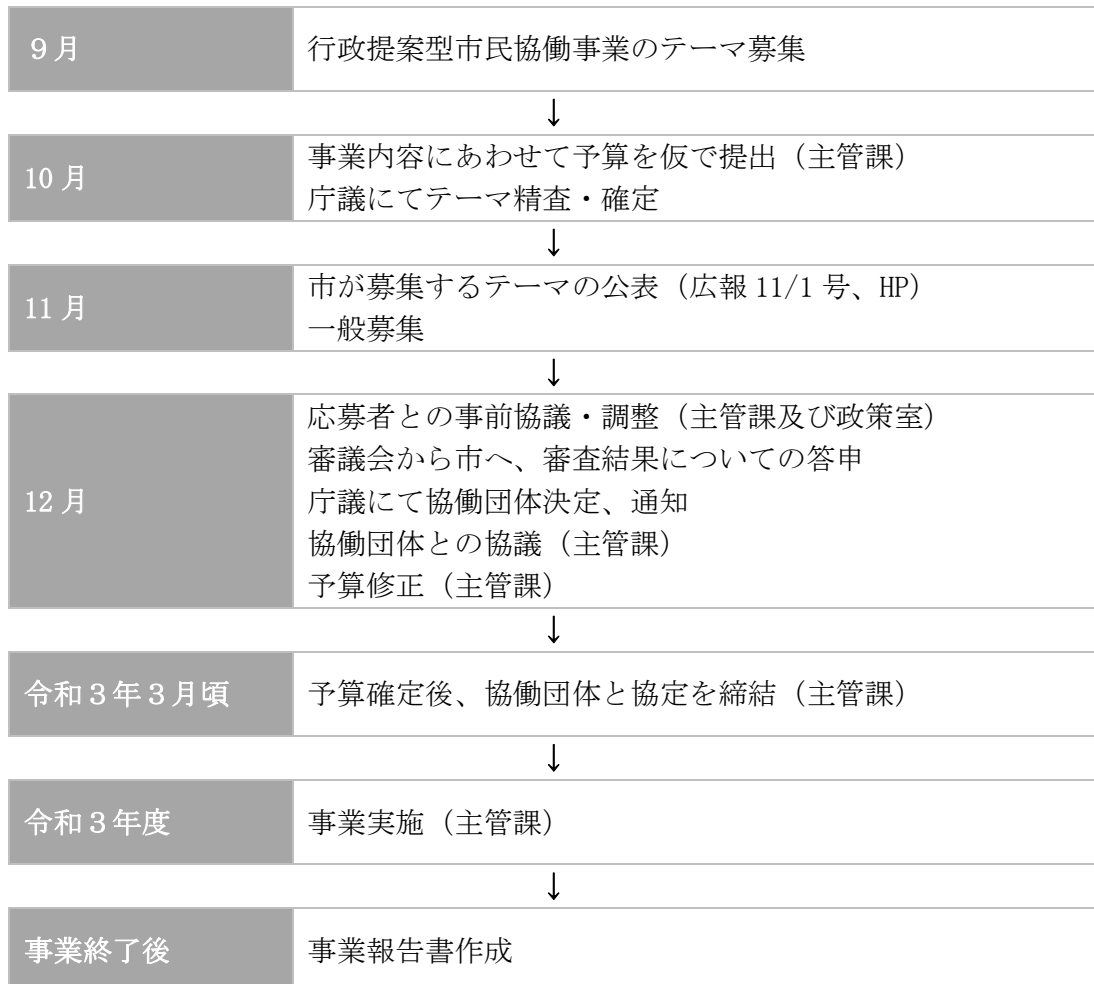 ９月
行政提案型市民協働事業のテーマ募集
↓
10 月
事業内容にあわせて予算を仮で提出（主管課）
庁議にてテーマ精査・確定
↓
11 月
市が募集するテーマの公表（広報 11/1 号、HP）
一般募集
↓
12 月
応募者との事前協議・調整（主管課及び政策室）
審議会から市へ、審査結果についての答申
庁議にて協働団体決定、通知
協働団体との協議（主管課）
予算修正（主管課）
↓
令和３年３月頃
予算確定後、協働団体と協定を締結（主管課）
↓
令和３年度
事業実施（主管課）
↓
事業終了後
事業報告書作成